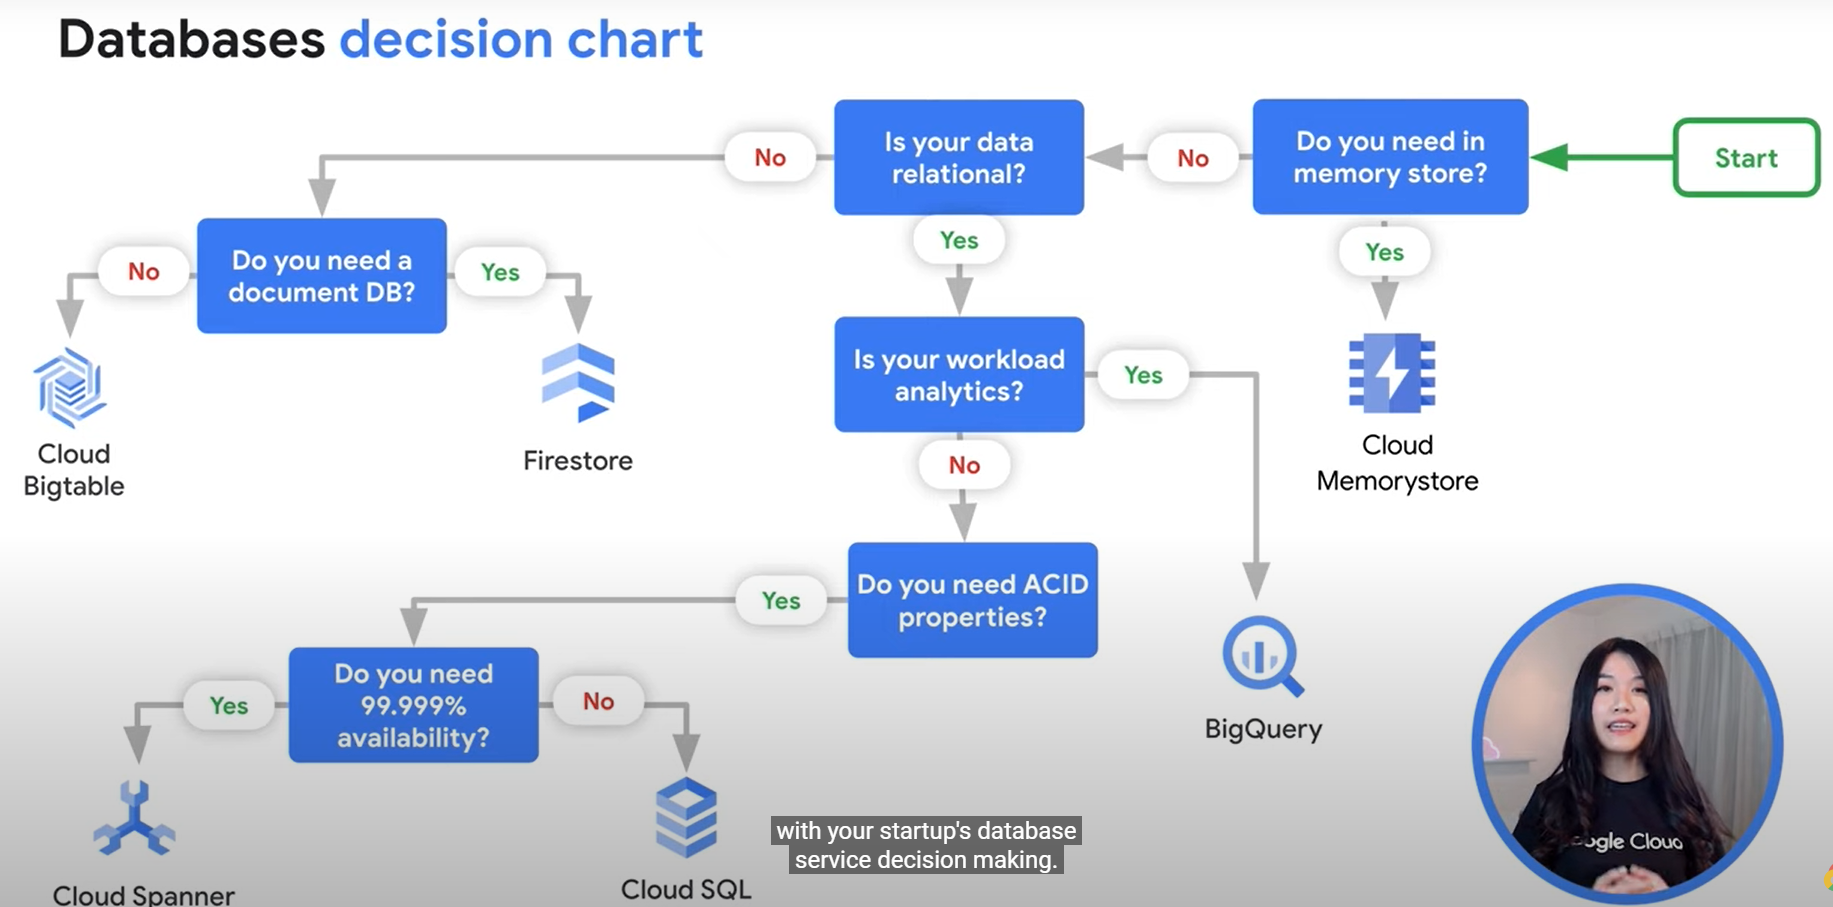 Databases decision chart
Start
Do you need in
memory store?
No
Yes
Cloud
Memorystore
Is your data
relational?
No
Yes
Do you need a
document DB?
No
Yes
Cloud
Bigtable
Firestore
Is your workload
analytics?
Yes
No
BigQuery
Do you need ACID
properties?
Yes
Do you need
99.999%
availability?
Yes
No
Cloud Spanner
Cloud SQL
with your startup's database
service decision making.
ogle Cloud